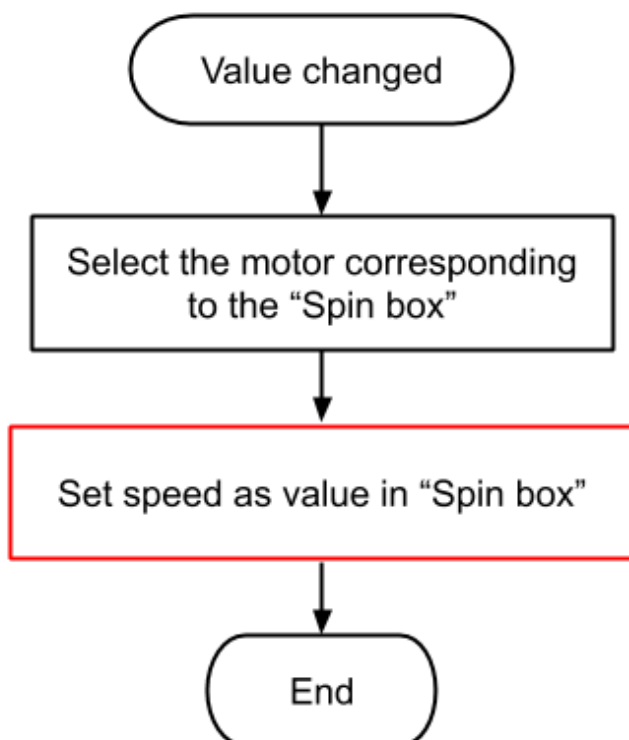 Value changed
Select the motor corresponding
to the “Spin box”
Set speed as value in “Spin box”
End